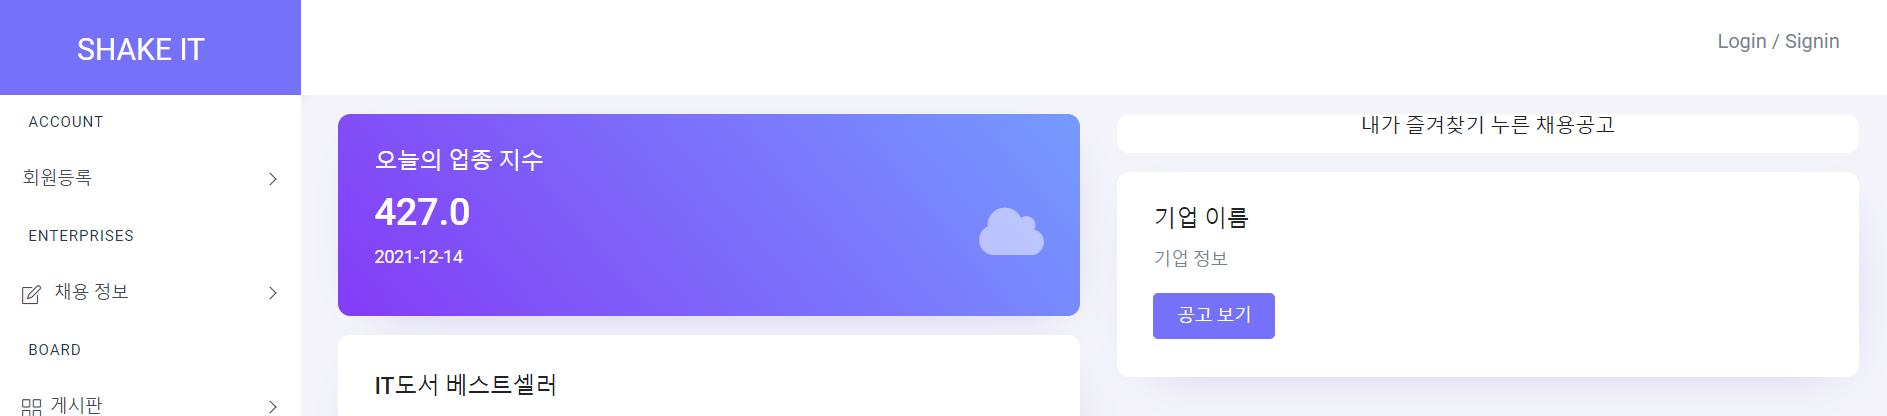 SHAKE IT
Login / Signin
ACCOUNT
회원등록
ENTERPRISES
채용 정보
BOARD
게시판
오늘의 업종 지수
427.0
2021-12-14
IT도서 베스트셀러
내가 즐겨찾기 누른 채용공고
기업 이름
기업 정보
공고 보기